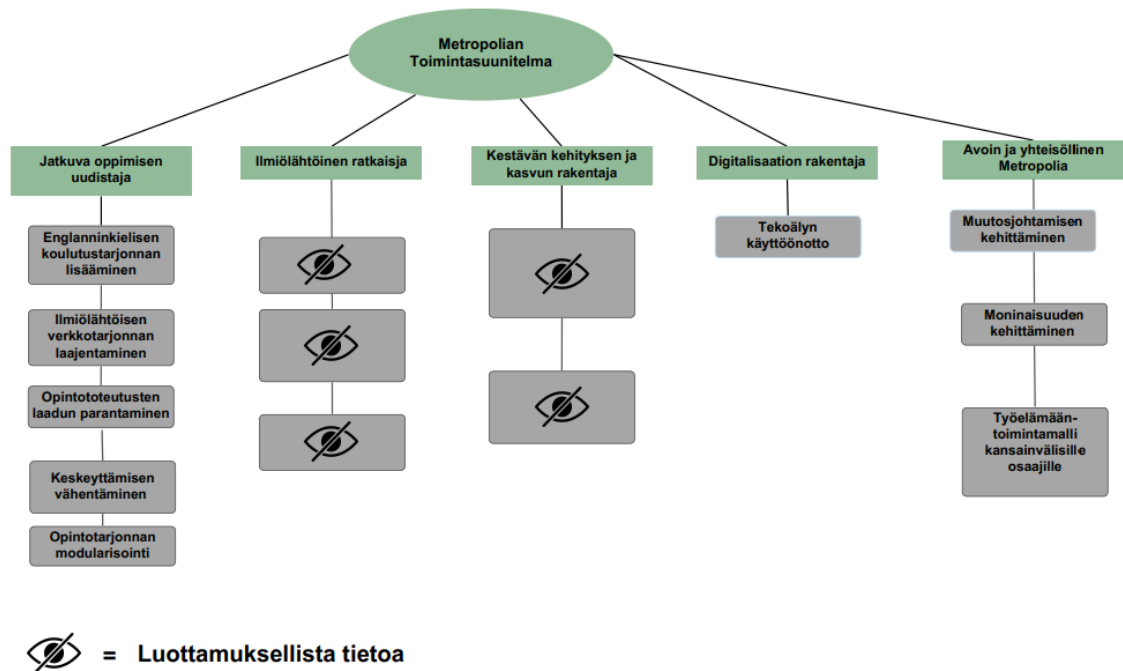 Metropolian
Toimintasuunitelma
Jatkuva oppimisen
uudistaja
Ilmiölähtöinen ratkaisja
Kestävän kehityksen ja
kasvun rakentaja
Digitalisaation rakentaja
Avoin ja yhteisöllinen
Metropolia
Englanninkielisen
koulutustarjonnan
lisääminen
Ilmiölähtöisen
verkkotarjonnan
laajentaminen
Opintototeutusten
laadun parantaminen
Keskeyttämisen
vähentäminen
Opintotarjonnan
modularisointi
Tekoälyn
käyttöönotto
Muutosjohtamisen
kehittäminen
Moninaisuuden
kehittäminen
Työelämään-
toimintamalli
kansainvälisille
osaajille
= Luottamuksellista tietoa